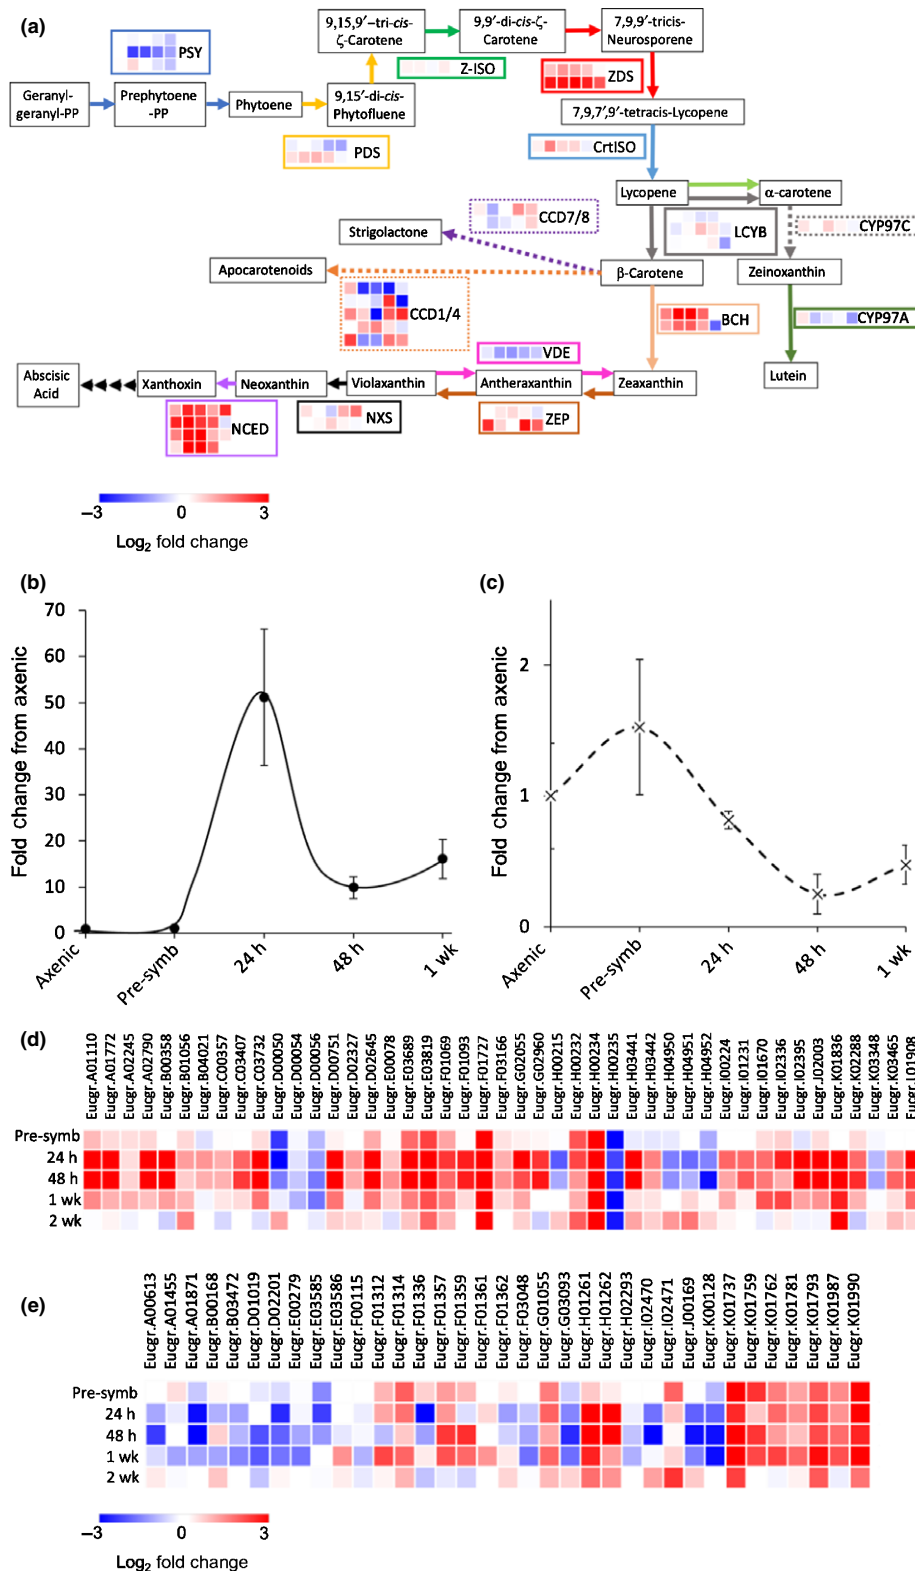 (a)
9,15,9′–tri-cis-
ζ-Carotene
9,9′-di-cis-ζ-
Carotene
7,9,9′-tricis-
Neurosporene
PSY
Z-ISO
ZDS
Geranyl-
geranyl-PP
Prephytoene
-PP
Phytoene
9,15′-di-cis-
Phytofluene
7,9,7′,9′-tetracis-Lycopene
PDS
CrtISO
Lycopene
α-carotene
CCD7/8
LCYB
CYP97C
Strigolactone
Apocarotenoids
β-Carotene
Zeinoxanthin
CCD1/4
BCH
CYP97A
VDE
Abscisic
Acid
Xanthoxin
Neoxanthin
Violaxanthin
Antheraxanthin
Zeaxanthin
Lutein
NCED
NXS
ZEP
−3
0
3
Log2 fold change
(b)
Fold change from axenic
70
60
50
40
30
20
10
0
Axenic
Pre-symb
24 h
48 h
1 wk
(c)
Fold change from axenic
2
1
0
Axenic
Pre-symb
24 h
48 h
1 wk
(d)
Eucgr.A01110
Eucgr.A01772
Eucgr.A02245
Eucgr.A02790
Eucgr.B00358
Eucgr.B01056
Eucgr.B04021
Eucgr.C00357
Eucgr.C03407
Eucgr.C03732
Eucgr.D00050
Eucgr.D00054
Eucgr.D00056
Eucgr.D00751
Eucgr.D02327
Eucgr.D02645
Eucgr.E00078
Eucgr.E03689
Eucgr.E03819
Eucgr.F01069
Eucgr.F01093
Eucgr.F01727
Eucgr.F03166
Eucgr.G02055
Eucgr.G02960
Eucgr.H00215
Eucgr.H00232
Eucgr.H00234
Eucgr.H00235
Eucgr.H03441
Eucgr.H03442
Eucgr.H04950
Eucgr.H04951
Eucgr.H04952
Eucgr.I00224
Eucgr.I01231
Eucgr.I01670
Eucgr.I02336
Eucgr.I02395
Eucgr.J02003
Eucgr.K01836
Eucgr.K02288
Eucgr.K03348
Eucgr.K03465
Eucgr.L01908
Pre-symb
24 h
48 h
1 wk
2 wk
(e)
Eucgr.A00613
Eucgr.A01455
Eucgr.A01871
Eucgr.B00168
Eucgr.B03472
Eucgr.D01019
Eucgr.D02201
Eucgr.E00279
Eucgr.E03585
Eucgr.E03586
Eucgr.F00115
Eucgr.F01312
Eucgr.F01314
Eucgr.F01336
Eucgr.F01357
Eucgr.F01359
Eucgr.F01361
Eucgr.F01362
Eucgr.F03048
Eucgr.G01055
Eucgr.G03093
Eucgr.H01261
Eucgr.H01262
Eucgr.H02293
Eucgr.I02470
Eucgr.I02471
Eucgr.J00169
Eucgr.K00128
Eucgr.K01737
Eucgr.K01759
Eucgr.K01762
Eucgr.K01781
Eucgr.K01793
Eucgr.K01987
Eucgr.K01990
Pre-symb
24 h
48 h
1 wk
2 wk
−3
0
3
Log2 fold change